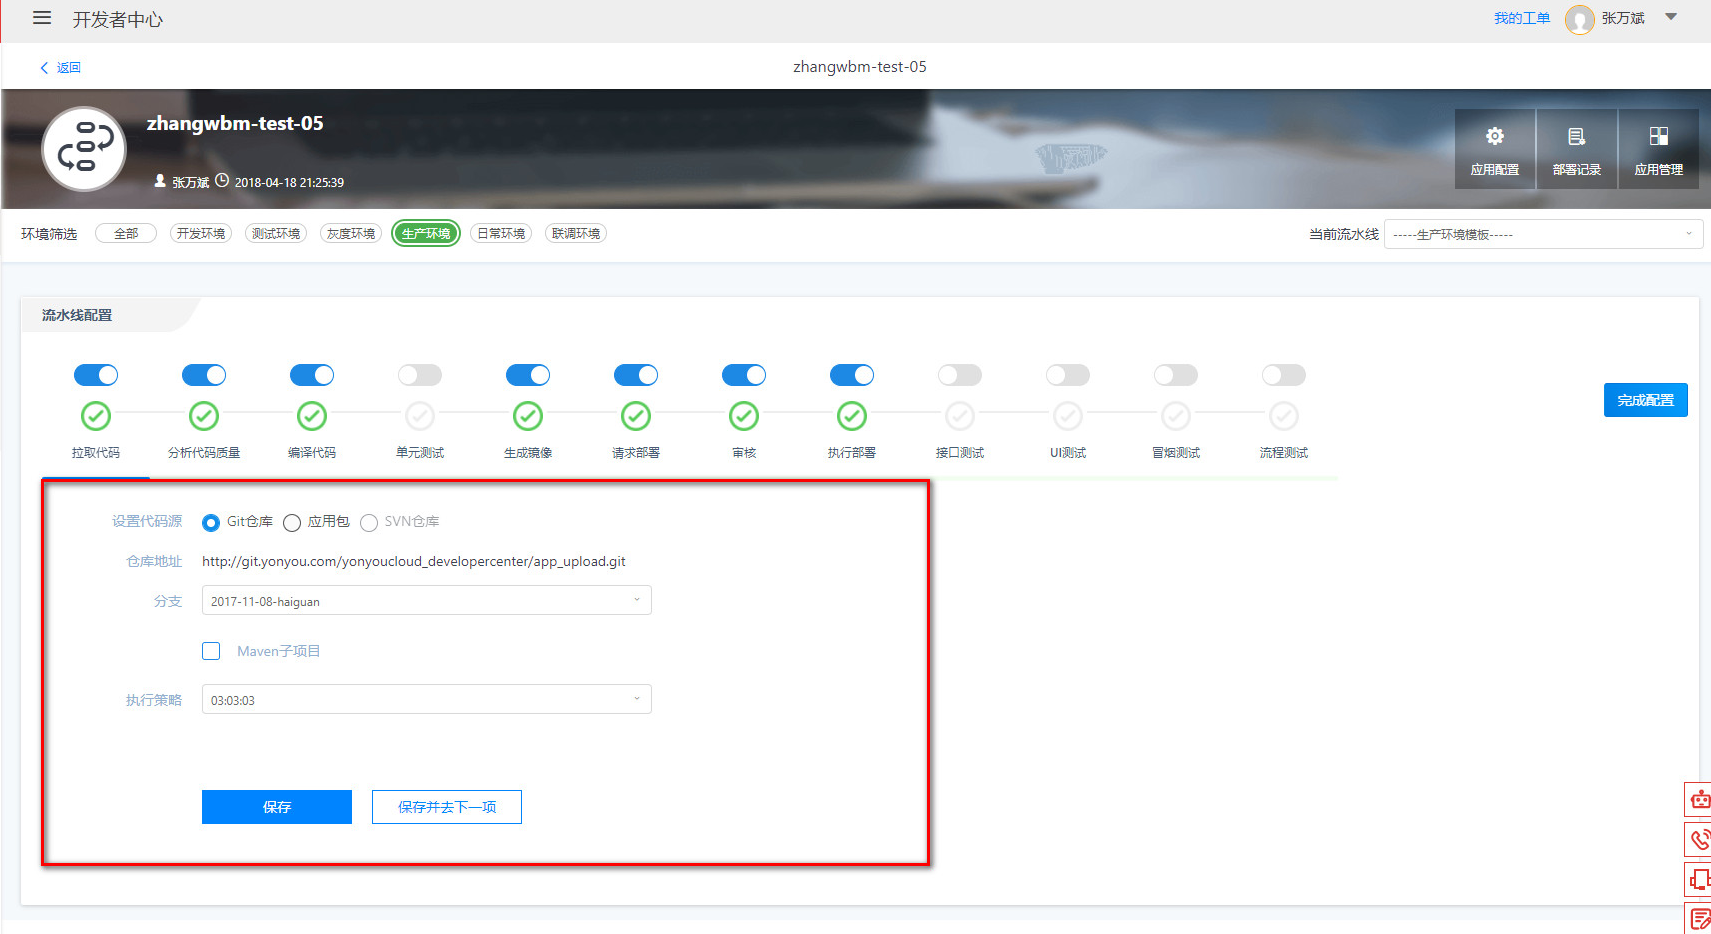 开发者中心
我的工单 张万斌
返回 zhangwbm-test-05
zhangwbm-test-05
张万斌 2018-04-18 21:25:39
应用配置 部署记录 应用管理
环境筛选 全部 开发环境 测试环境 灰度环境 生产环境 日常环境 联调环境 当前流水线 -----生产环境模板-----
流水线配置
完成配置
拉取代码 分析代码质量 编译代码 单元测试 生成镜像 请求部署 审核 执行部署 接口测试 UI测试 冒烟测试 流程测试
设置代码源 Git仓库 应用包 SVN仓库
仓库地址 http://git.yonyou.com/yonyoucloud_developercenter/app_upload.git
分支 2017-11-08-haiguan
Maven子项目
执行策略 03:03:03
保存 保存并去下一项